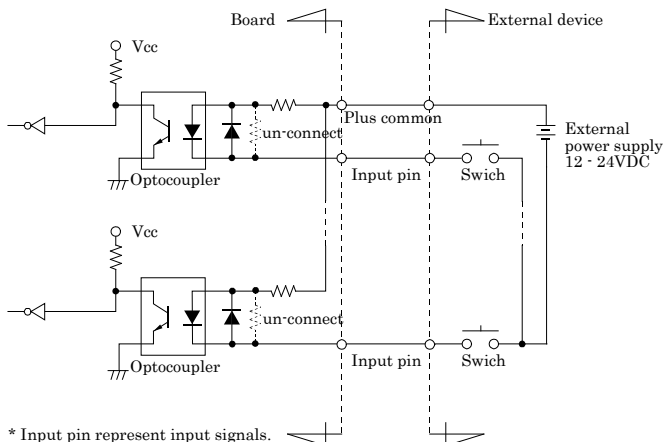 Board
External device
Vcc
Plus common
un-connect
External
power supply
12 - 24VDC
Input pin
Swich
Optocoupler
Vcc
un-connect
Input pin
Swich
Optocoupler
* Input pin represent input signals.